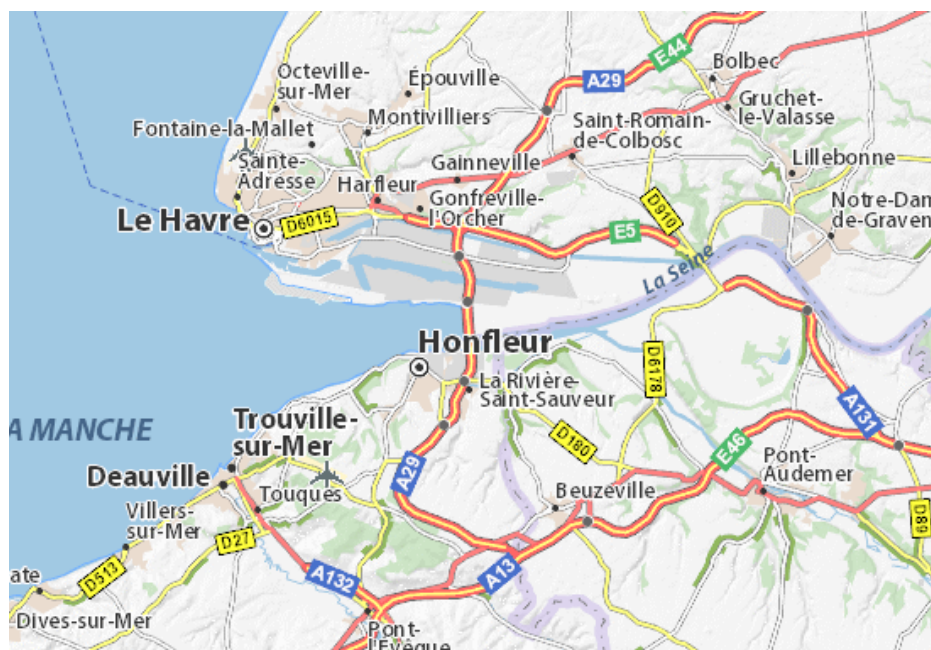 E44
Bolbec
A29
Octeville-
sur-Mer
Épouville
Gruchet-
le-Valasse
Montivilliers
Fontaine-la-Mallet
Saint-Romain-
de-Colbosc
Sainte-
Adresse
Gainneville
Lillebonne
Harfleur
Gonfreville-
l'Orcher
D910
Notre-Dam
de-Graven
Le Havre
D6015
E5
La Seine
Honfleur
D6178
La Rivière-
Saint-Sauveur
A MANCHE
Trouville-
sur-Mer
A131
D180
E46
Deauville
A29
Pont-
Audemer
Touques
Beuzeville
Villers-
sur-Mer
D27
D89
D513
A132
A13
ate
Dives-sur-Mer
Pont-
l'Évêque